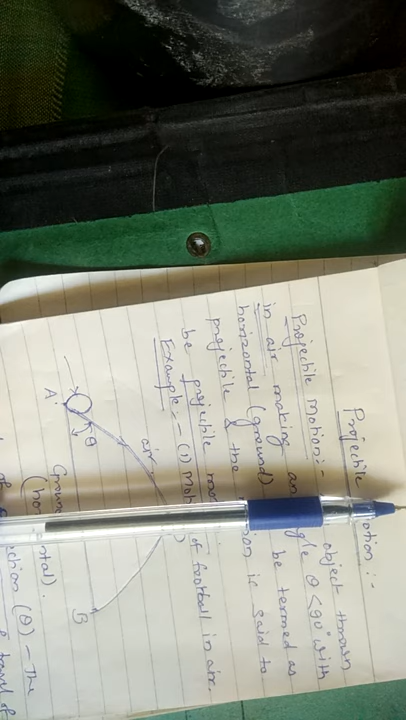 Projectile Motion :-
Projectile Motion:- object thrown
in air making an angle θ < 90° with
horizontal (ground) be termed as
projectile & the motion is said to
be projectile
Example:- (1) of football in air.
air
A θ B
Ground
(horizontal).
(θ) - The